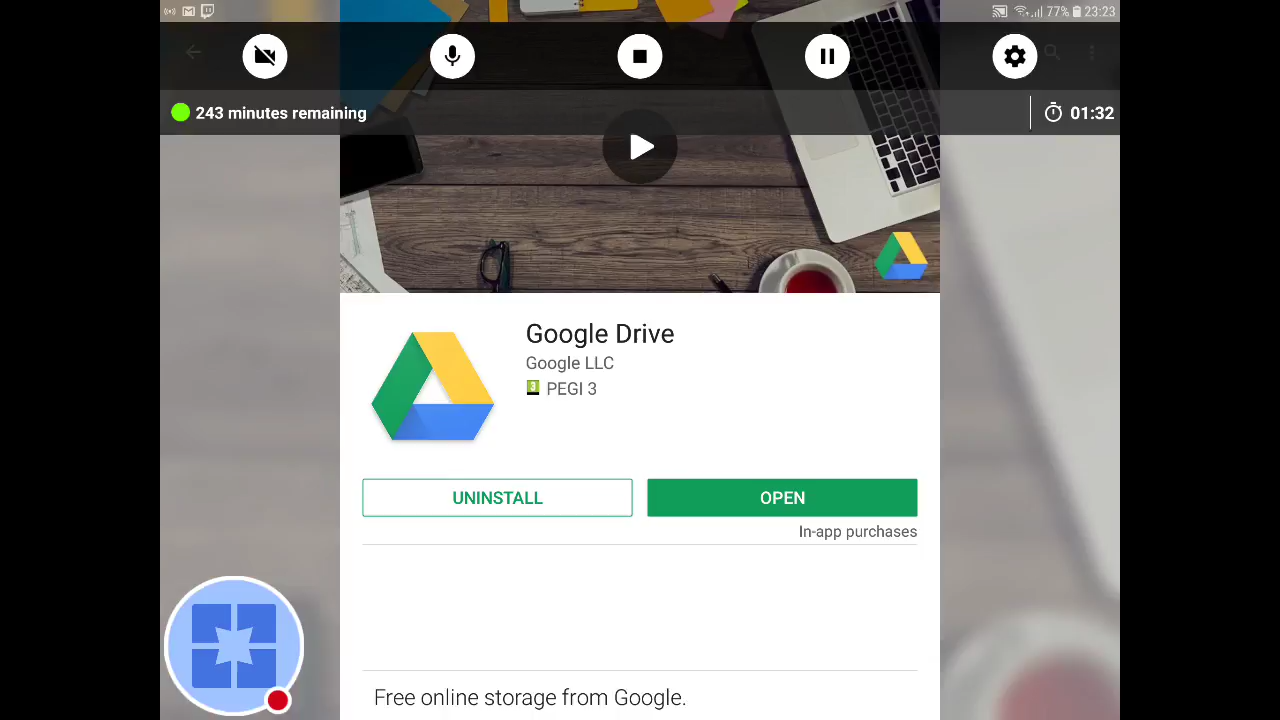 77% 23:23
243 minutes remaining
01:32
Google Drive
Google LLC
3 PEGI 3
UNINSTALL
OPEN
In-app purchases
Free online storage from Google.